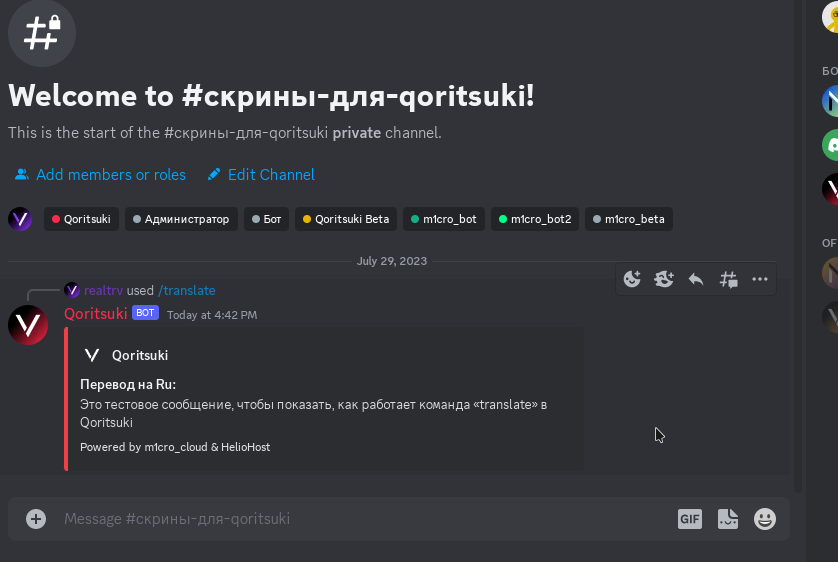 Welcome to #скрины-для-qoritsuki!
This is the start of the #скрины-для-qoritsuki private channel.
Add members or roles Edit Channel
Qoritsuki Администратор Бот Qoritsuki Beta m1cro_bot m1cro_bot2 m1cro_beta
July 29, 2023
realtrv used /translate
Qoritsuki BOT Today at 4:42 PM
Qoritsuki
Перевод на Ru:
Это тестовое сообщение, чтобы показать, как работает команда «translate» в
Qoritsuki
Powered by m1cro_cloud & HelioHost
Message #скрины-для-qoritsuki
GIF